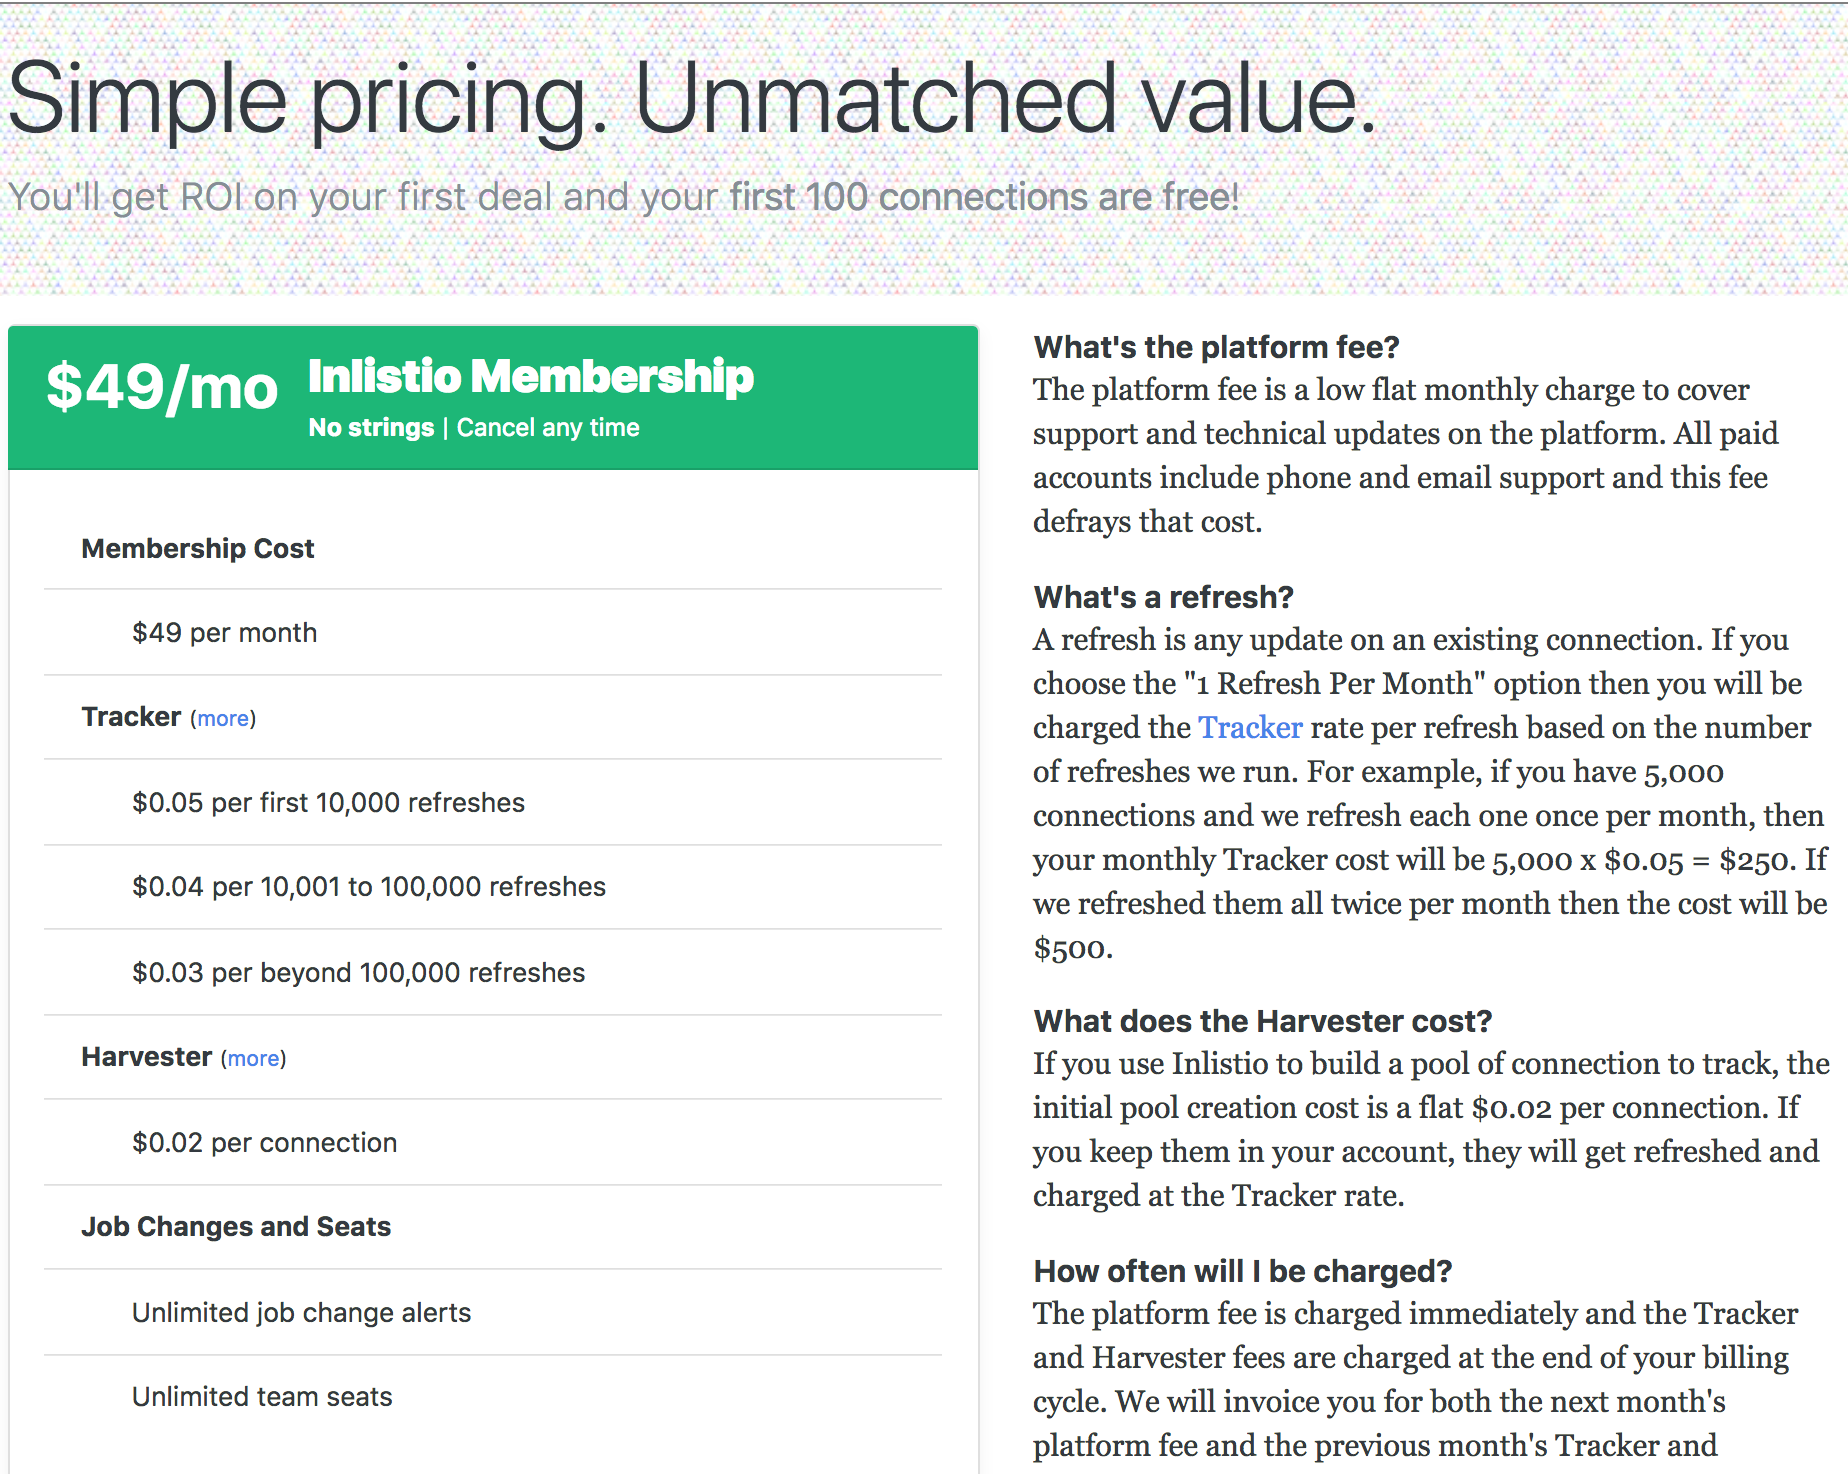 Simple pricing. Unmatched value.
You'll get ROI on your first deal and your first 100 connections are free!
$49/mo
Inlistio Membership
No strings | Cancel any time
Membership Cost
$49 per month
Tracker (more)
$0.05 per first 10,000 refreshes
$0.04 per 10,001 to 100,000 refreshes
$0.03 per beyond 100,000 refreshes
Harvester (more)
$0.02 per connection
Job Changes and Seats
Unlimited job change alerts
Unlimited team seats
What's the platform fee?
The platform fee is a low flat monthly charge to cover
support and technical updates on the platform. All paid
accounts include phone and email support and this fee
defrays that cost.
What's a refresh?
A refresh is any update on an existing connection. If you
choose the "1 Refresh Per Month" option then you will be
charged the Tracker rate per refresh based on the number
of refreshes we run. For example, if you have 5,000
connections and we refresh each one once per month, then
your monthly Tracker cost will be 5,000 x $0.05 = $250. If
we refreshed them all twice per month then the cost will be
$500.
What does the Harvester cost?
If you use Inlistio to build a pool of connection to track, the
initial pool creation cost is a flat $0.02 per connection. If
you keep them in your account, they will get refreshed and
charged at the Tracker rate.
How often will I be charged?
The platform fee is charged immediately and the Tracker
and Harvester fees are charged at the end of your billing
cycle. We will invoice you for both the next month's
platform fee and the previous month's Tracker and